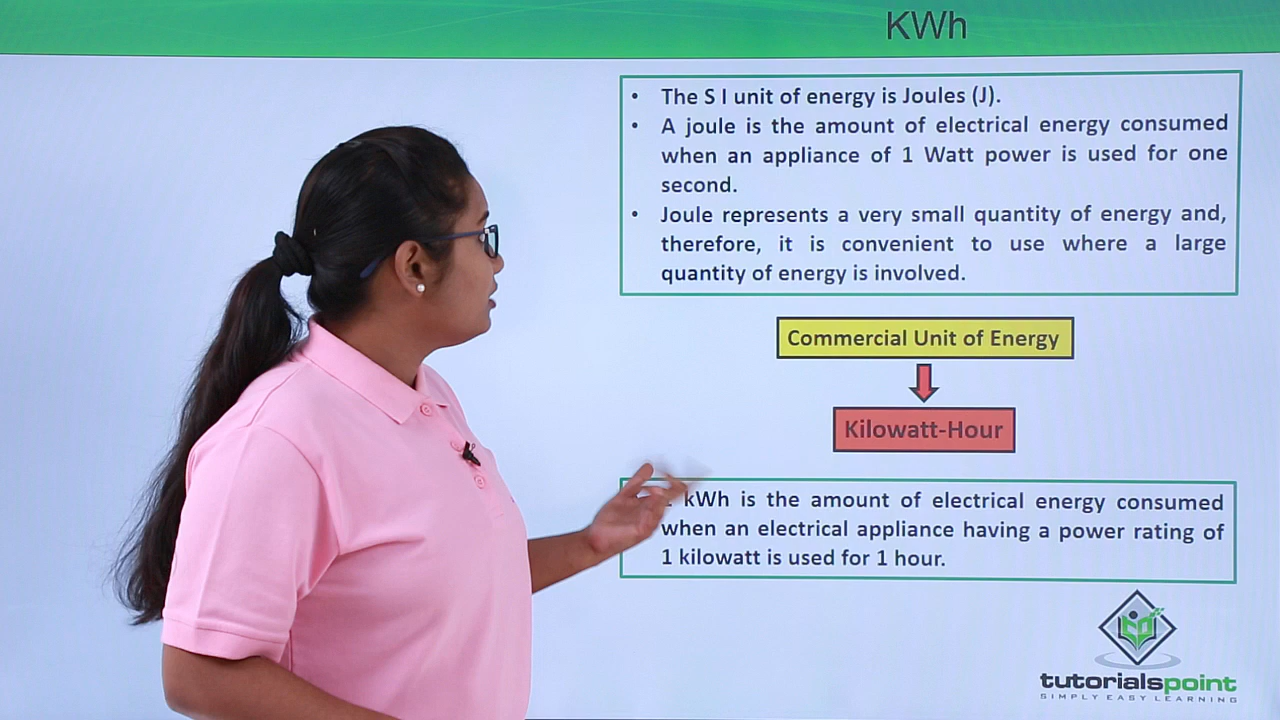 KWh
• The S I unit of energy is Joules (J).
• A joule is the amount of electrical energy consumed
when an appliance of 1 Watt power is used for one
second.
• Joule represents a very small quantity of energy and,
therefore, it is convenient to use where a large
quantity of energy is involved.
Commercial Unit of Energy
Kilowatt-Hour
kWh is the amount of electrical energy consumed
when an electrical appliance having a power rating of
1 kilowatt is used for 1 hour.
tutorialspoint
SIMPLY EASY LEARNING